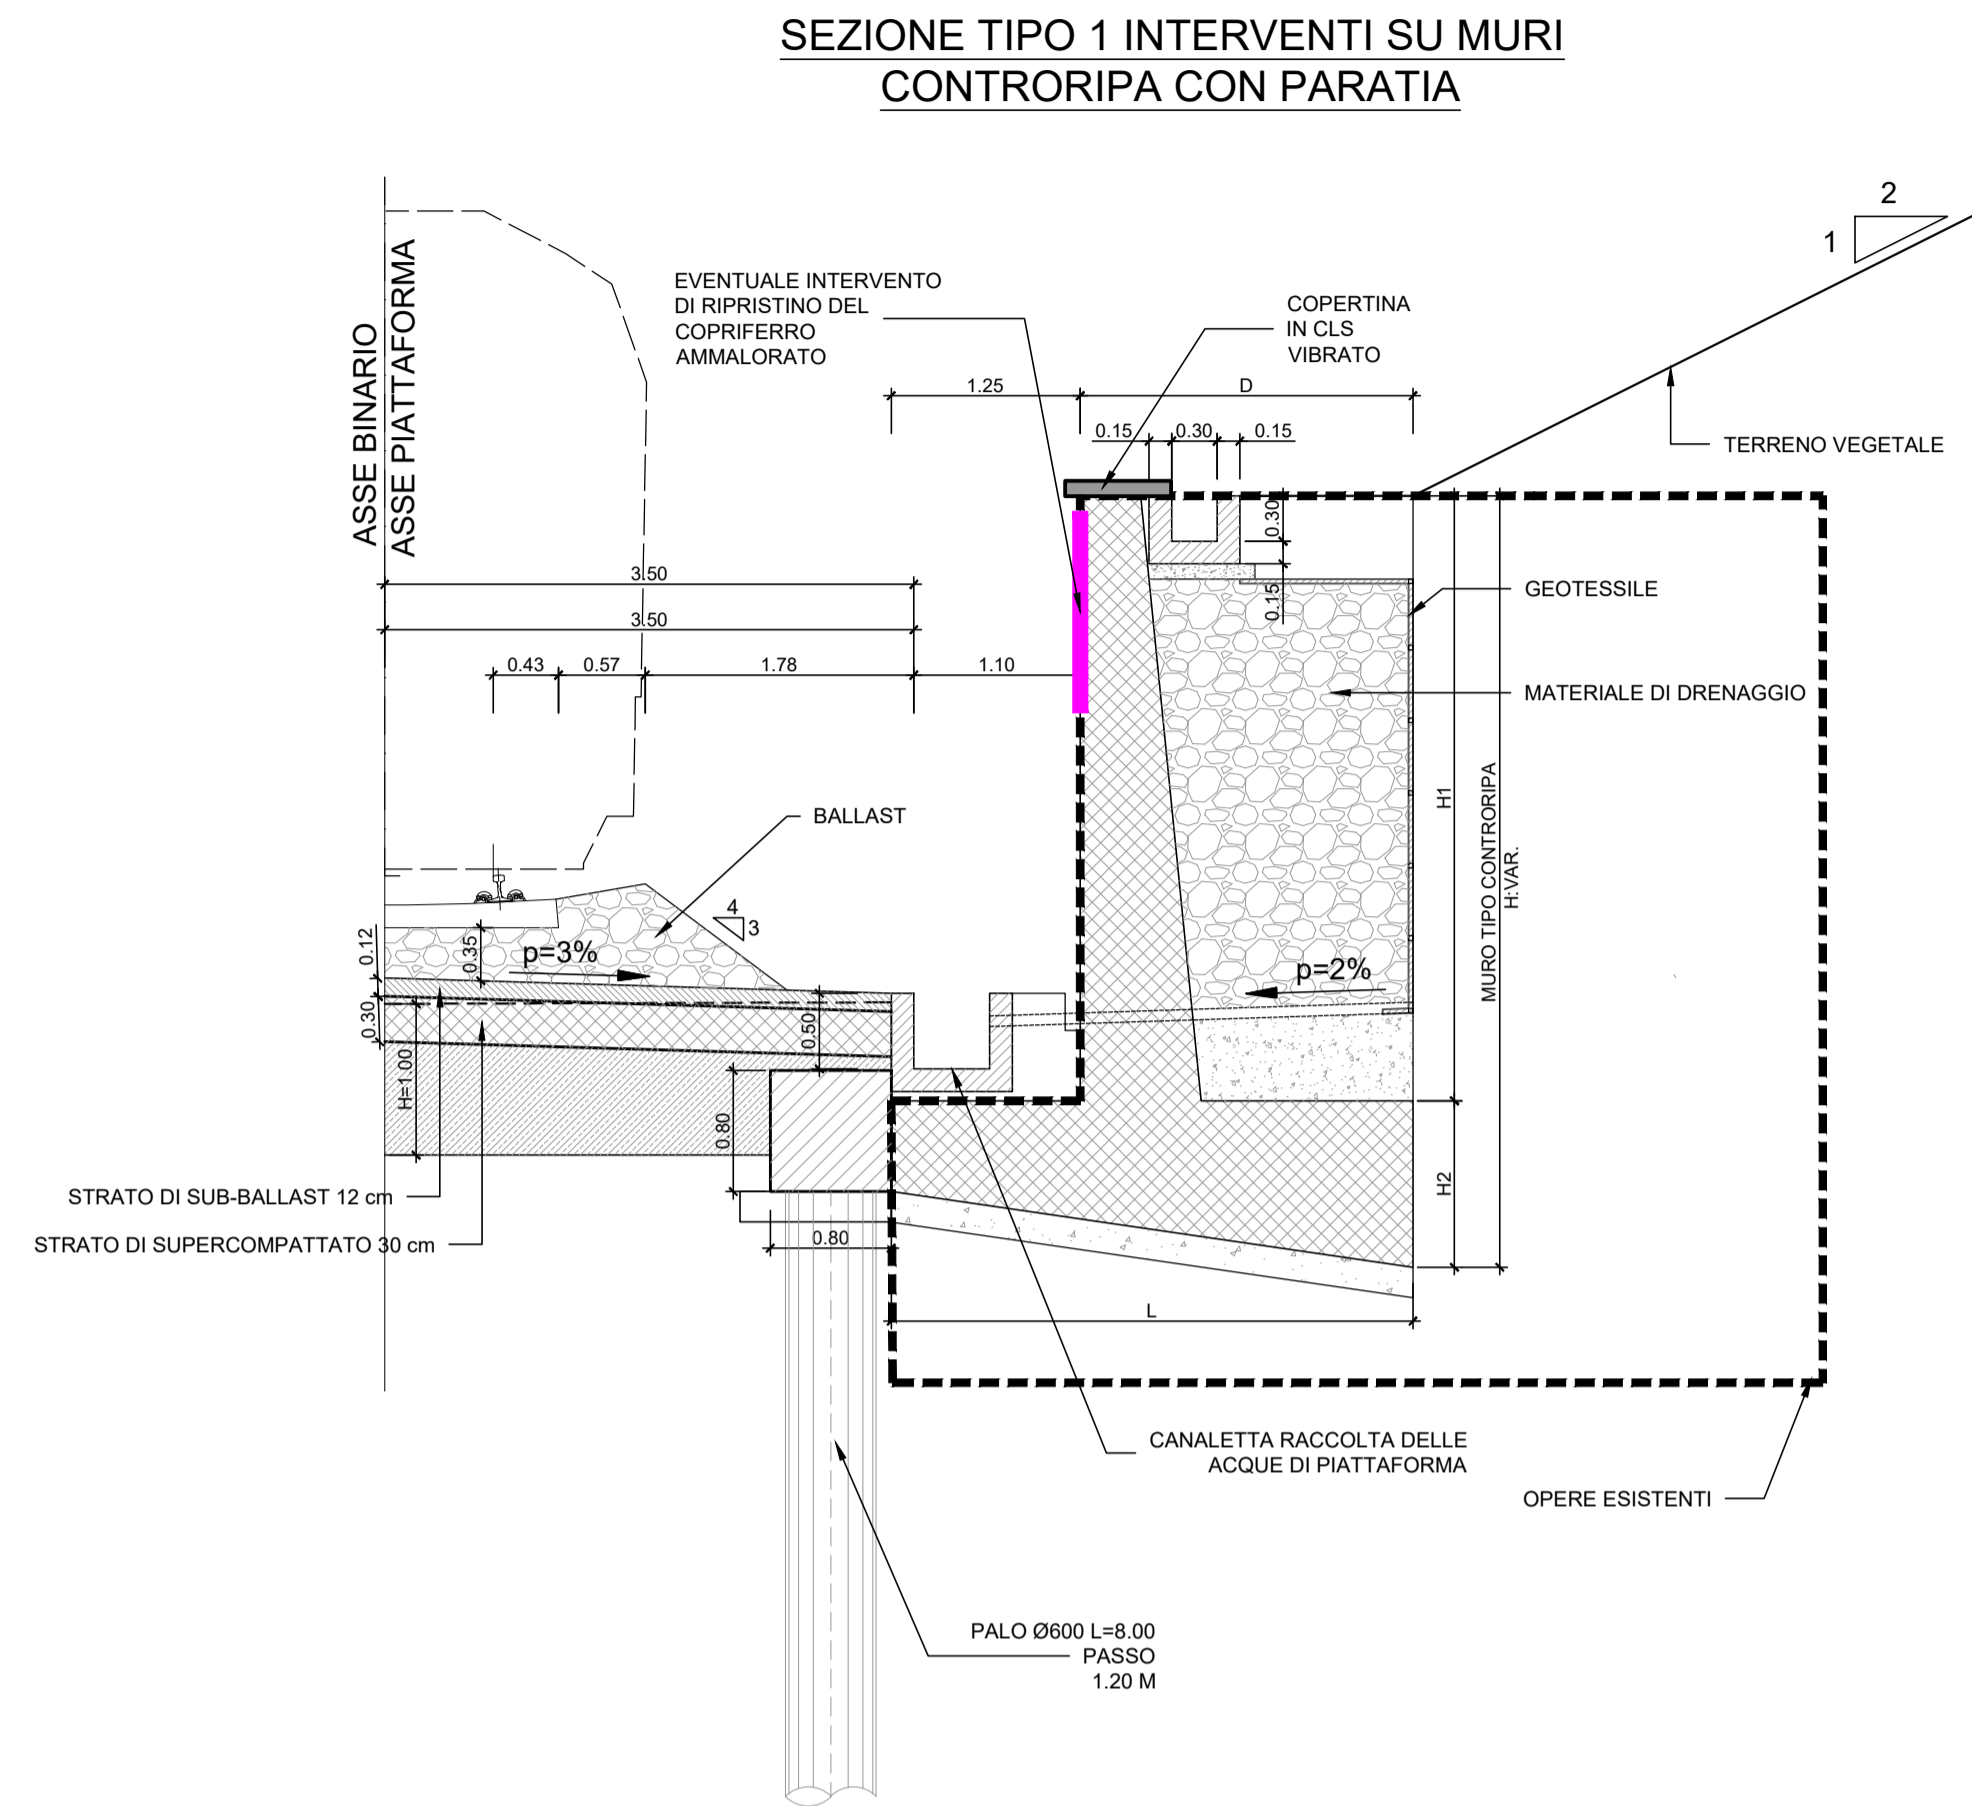 SEZIONE TIPO 1 INTERVENTI SU MURI
CONTRORIPA CON PARATIA
2
1
ASSE BINARIO
ASSE PIATTAFORMA
EVENTUALE INTERVENTO
DI RIPRISTINO DEL
COPRIFERRO
AMMALORATO
COPERTINA
IN CLS
VIBRATO
1.25
D
0.15
0.30
0.15
TERRENO VEGETALE
0.30
0.15
3.50
3.50
GEOTESSILE
0.43
0.57
1.78
1.10
MATERIALE DI DRENAGGIO
H1
MURO TIPO CONTRORIPA
H:VAR.
BALLAST
4
3
0.12
0.35
p=3%
p=2%
0.30
0.50
H=1.00
0.80
H2
STRATO DI SUB-BALLAST 12 cm
STRATO DI SUPERCOMPATTATO 30 cm
0.80
L
CANALETTA RACCOLTA DELLE
ACQUE DI PIATTAFORMA
OPERE ESISTENTI
PALO Ø600 L=8.00
PASSO
1.20 M